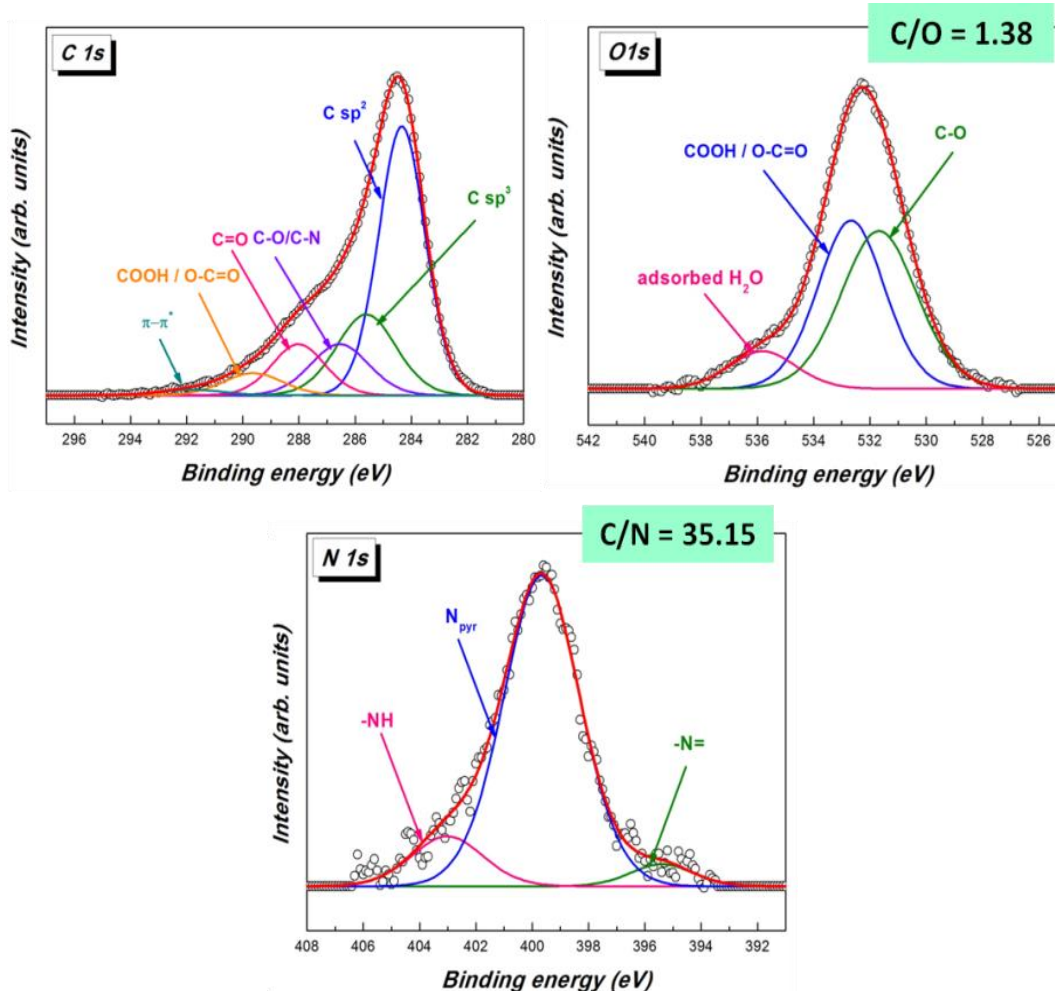 C 1s
C sp²
C sp³
C=O
C-O/C-N
COOH / O-C=O
π–π*
Intensity (arb. units)
296 294 292 290 288 286 284 282 280
Binding energy (eV)
C/O = 1.38
O1s
C-O
COOH / O-C=O
adsorbed H₂O
Intensity (arb. units)
542 540 538 536 534 532 530 528 526
Binding energy (eV)
C/N = 35.15
N 1s
Npyr
-NH
-N=
Intensity (arb. units)
408 406 404 402 400 398 396 394 392
Binding energy (eV)